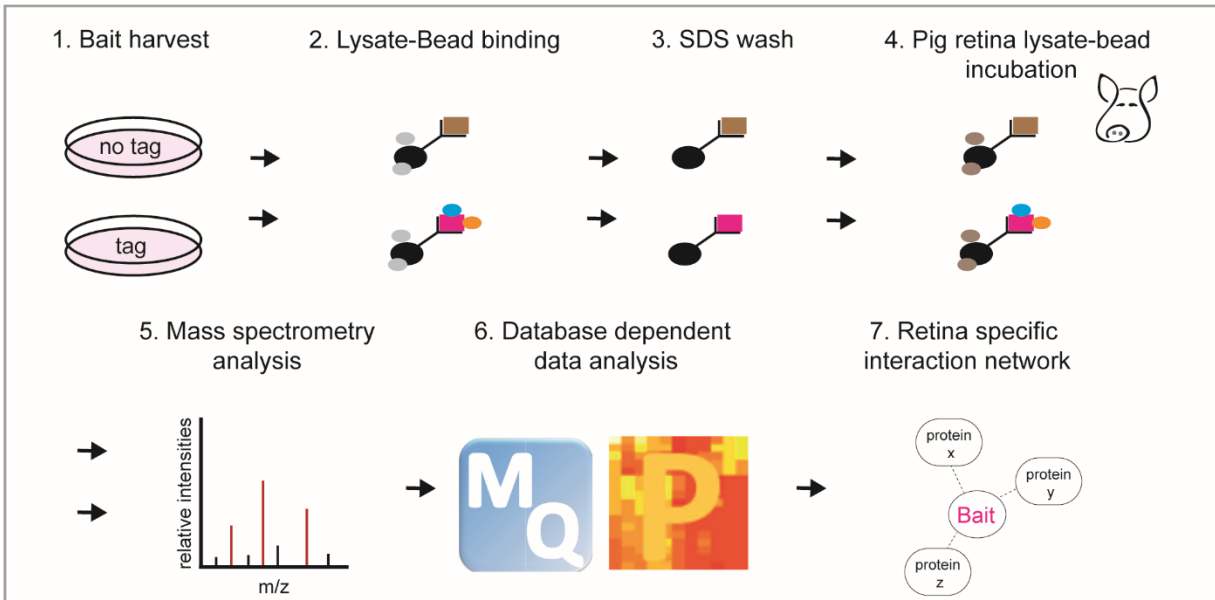 1. Bait harvest
2. Lysate-Bead binding
3. SDS wash
4. Pig retina lysate-bead
incubation
no tag
tag
5. Mass spectrometry
analysis
6. Database dependent
data analysis
7. Retina specific
interaction network
relative intensities
m/z
M
Q
P
protein
x
protein
y
Bait
protein
z